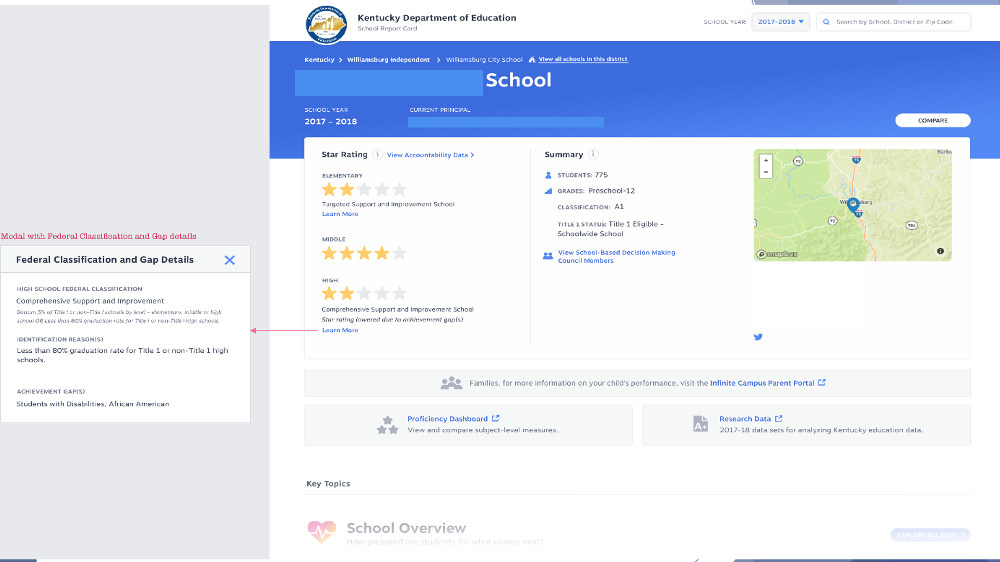 Kentucky Department of Education
School Report Card
SCHOOL YEAR:
2017-2018
Search by School, District or Zip Code
Kentucky > Williamsburg Independent > Williamsburg City School View all schools in this district
School
SCHOOL YEAR
2017 – 2018
CURRENT PRINCIPAL
COMPARE
Star Rating i View Accountability Data >
ELEMENTARY
Targeted Support and Improvement School
Learn More
MIDDLE
HIGH
Comprehensive Support and Improvement School
Star rating lowered due to achievement gap(s)
Learn More
Summary i
STUDENTS: 775
GRADES: Preschool-12
CLASSIFICATION: A1
TITLE 1 STATUS: Title 1 Eligible -
Schoolwide School
View School-Based Decision Making
Council Members
Barbo
+
-
90
75
75
92
904
mapbox
i
Modal with Federal Classification and Gap details
Federal Classification and Gap Details
HIGH SCHOOL FEDERAL CLASSIFICATION
Comprehensive Support and Improvement
Bottom 5% of Title I or non-Title I schools by level – elementary, middle or high
school OR Less than 80% graduation rate for Title I or non-Title I high schools.
IDENTIFICATION REASON(S)
Less than 80% graduation rate for Title 1 or non-Title 1 high
schools.
ACHIEVEMENT GAP(S)
Students with Disabilities, African American
Families, for more information on your child's performance, visit the Infinite Campus Parent Portal
Proficiency Dashboard
View and compare subject-level measures.
A+
Research Data
2017-18 data sets for analyzing Kentucky education data.
Key Topics
School Overview
How prepared are students for what comes next?
EXPLORE ALL DATA >